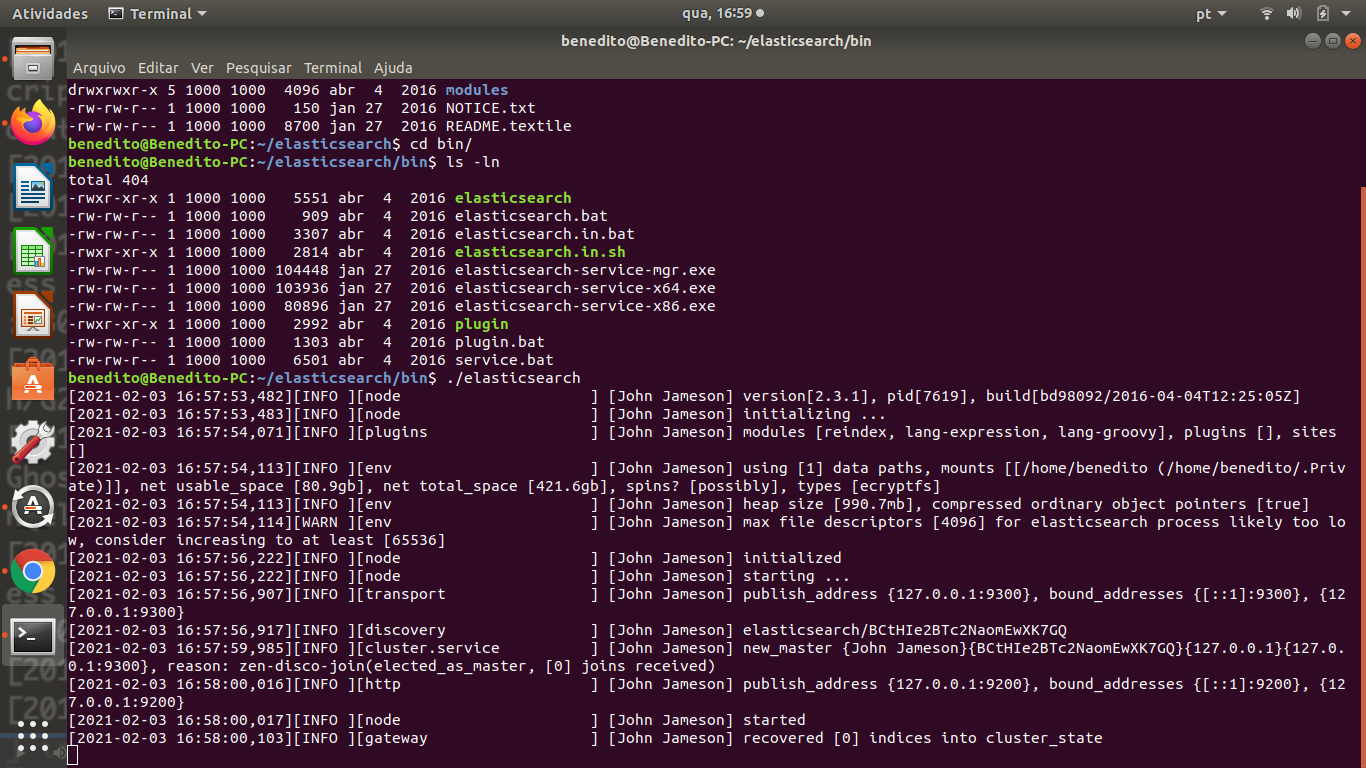 Atividades Terminal qua, 16:59 pt
benedito@Benedito-PC: ~/elasticsearch/bin
Arquivo Editar Ver Pesquisar Terminal Ajuda
drwxrwxr-x 5 1000 1000 4096 abr 4 2016 modules
-rw-rw-r-- 1 1000 1000 150 jan 27 2016 NOTICE.txt
-rw-rw-r-- 1 1000 1000 8700 jan 27 2016 README.textile
benedito@Benedito-PC:~/elasticsearch$ cd bin/
benedito@Benedito-PC:~/elasticsearch/bin$ ls -ln
total 404
-rwxr-xr-x 1 1000 1000 5551 abr 4 2016 elasticsearch
-rw-rw-r-- 1 1000 1000 909 abr 4 2016 elasticsearch.bat
-rw-rw-r-- 1 1000 1000 3307 abr 4 2016 elasticsearch.in.bat
-rwxr-xr-x 1 1000 1000 2814 abr 4 2016 elasticsearch.in.sh
-rw-rw-r-- 1 1000 1000 104448 jan 27 2016 elasticsearch-service-mgr.exe
-rw-rw-r-- 1 1000 1000 103936 jan 27 2016 elasticsearch-service-x64.exe
-rw-rw-r-- 1 1000 1000 80896 jan 27 2016 elasticsearch-service-x86.exe
-rwxr-xr-x 1 1000 1000 2992 abr 4 2016 plugin
-rw-rw-r-- 1 1000 1000 1303 abr 4 2016 plugin.bat
-rw-rw-r-- 1 1000 1000 6501 abr 4 2016 service.bat
benedito@Benedito-PC:~/elasticsearch/bin$ ./elasticsearch
[2021-02-03 16:57:53,482][INFO ][node ] [John Jameson] version[2.3.1], pid[7619], build[bd98092/2016-04-04T12:25:05Z]
[2021-02-03 16:57:53,483][INFO ][node ] [John Jameson] initializing ...
[2021-02-03 16:57:54,071][INFO ][plugins ] [John Jameson] modules [reindex, lang-expression, lang-groovy], plugins [], sites
[]
[2021-02-03 16:57:54,113][INFO ][env ] [John Jameson] using [1] data paths, mounts [[/home/benedito (/home/benedito/.Priv
ate)]], net usable_space [80.9gb], net total_space [421.6gb], spins? [possibly], types [ecryptfs]
[2021-02-03 16:57:54,113][INFO ][env ] [John Jameson] heap size [990.7mb], compressed ordinary object pointers [true]
[2021-02-03 16:57:54,114][WARN ][env ] [John Jameson] max file descriptors [4096] for elasticsearch process likely too lo
w, consider increasing to at least [65536]
[2021-02-03 16:57:56,222][INFO ][node ] [John Jameson] initialized
[2021-02-03 16:57:56,222][INFO ][node ] [John Jameson] starting ...
[2021-02-03 16:57:56,907][INFO ][transport ] [John Jameson] publish_address {127.0.0.1:9300}, bound_addresses {[::1]:9300}, {12
7.0.0.1:9300}
[2021-02-03 16:57:56,917][INFO ][discovery ] [John Jameson] elasticsearch/BCtHIe2BTc2NaomEwXK7GQ
[2021-02-03 16:57:59,985][INFO ][cluster.service ] [John Jameson] new_master {John Jameson}{BCtHIe2BTc2NaomEwXK7GQ}{127.0.0.1}{127.0.
0.1:9300}, reason: zen-disco-join(elected_as_master, [0] joins received)
[2021-02-03 16:58:00,016][INFO ][http ] [John Jameson] publish_address {127.0.0.1:9200}, bound_addresses {[::1]:9200}, {12
7.0.0.1:9200}
[2021-02-03 16:58:00,017][INFO ][node ] [John Jameson] started
[2021-02-03 16:58:00,103][INFO ][gateway ] [John Jameson] recovered [0] indices into cluster_state